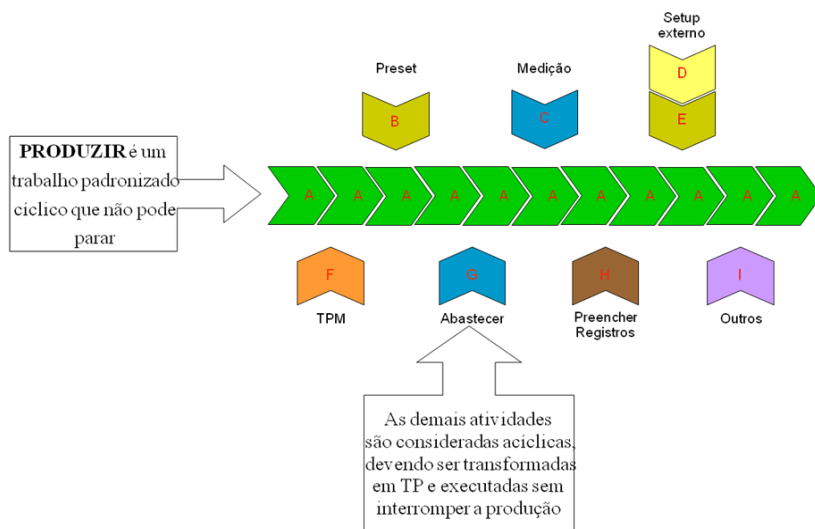 Setup
externo
Preset
Medição
D
B
C
E
PRODUZIR é um
trabalho padronizado
cíclico que não pode
parar
A A A A A A A A A A A
F
G
H
I
TPM
Abastecer
Preencher
Registros
Outros
As demais atividades
são consideradas acíclicas,
devendo ser transformadas
em TP e executadas sem
interromper a produção